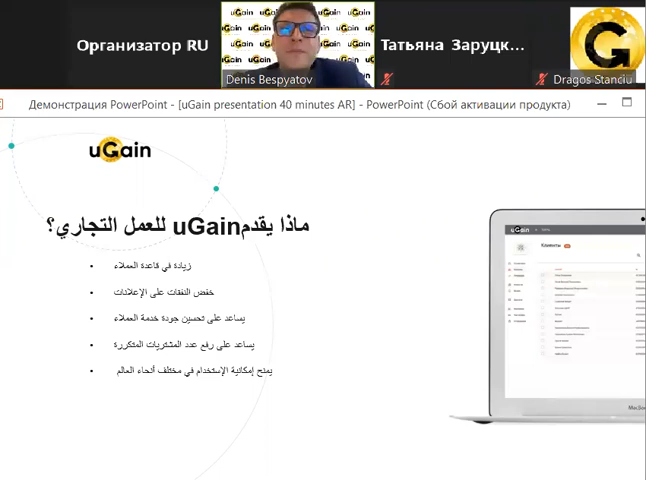 Организатор RU
Denis Bespyatov
Татьяна Заруцк...
Dragos Stanciu
Демонстрация PowerPoint - [uGain presentation 40 minutes AR] - PowerPoint (Сбой активации продукта)
uGain
ماذا يقدمuGain للعمل التجاري؟
• زيادة في قاعدة العملاء
• خفض النفقات على الإعلانات
• يساعد على تحسين جودة خدمة العملاء
• يساعد على رفع عدد المشتريات المتكررة
• يمنح إمكانية الإستخدام في مختلف أنحاء العالم
uGain
Клиенты